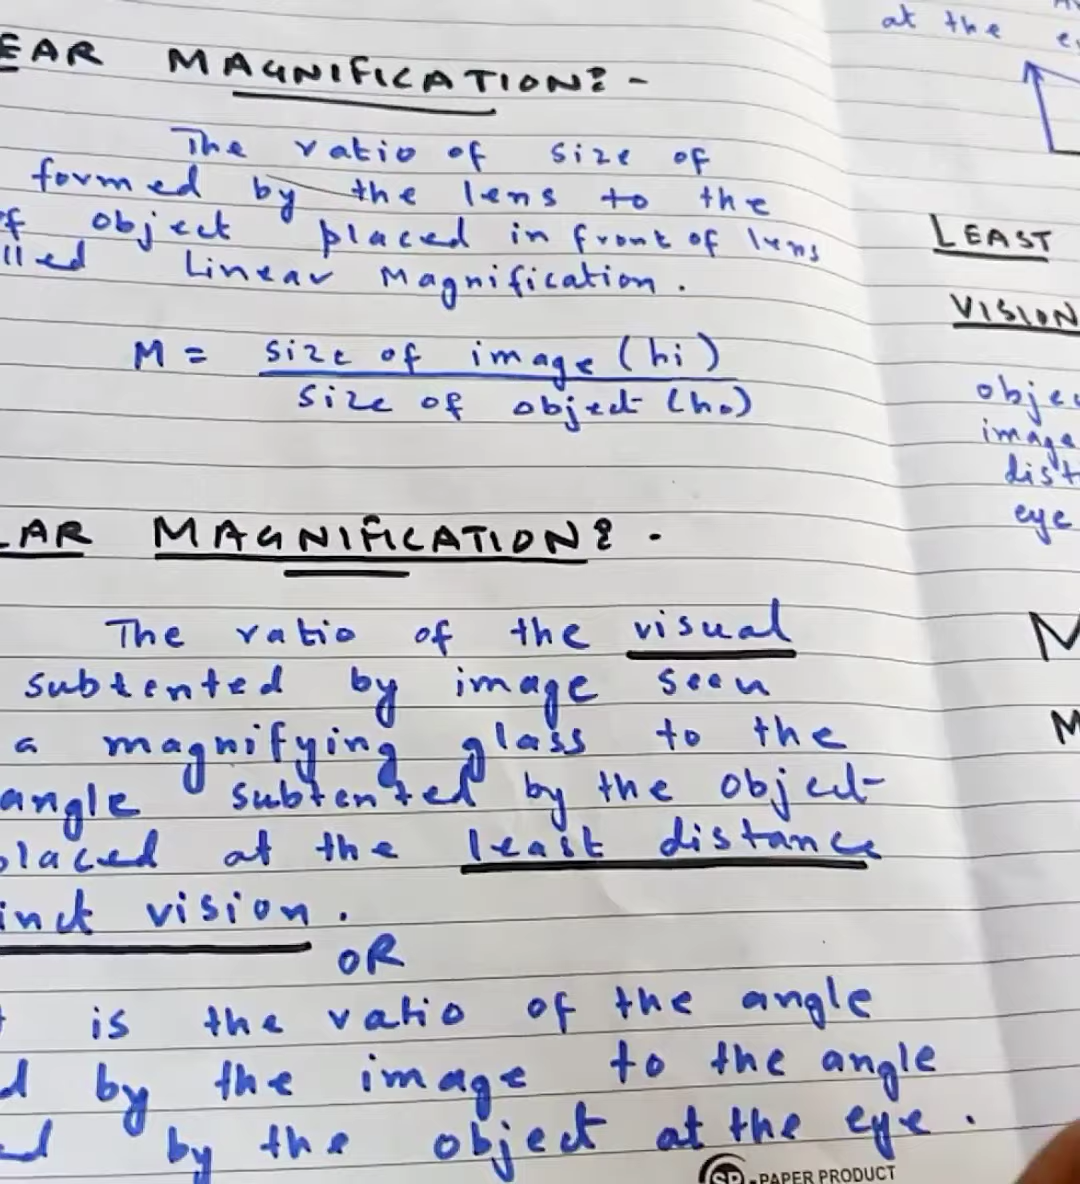 EAR MAGNIFICATION:-
The ratio of size of
formed by the lens to the
of object placed in front of lens
lled Linear Magnification.
M = size of image (hi)
size of object (ho)
LAR MAGNIFICATION: -
The ratio of the visual
subtented by image seen
a magnifying glass to the
angle subtented by the object
placed at the least distance
inct vision.
OR
t is the ratio of the angle
d by the image to the angle
ed by the object at the eye.
SP - PAPER PRODUCT
at the e
LEAST
VISION
objec
image
dist
eye
M
M